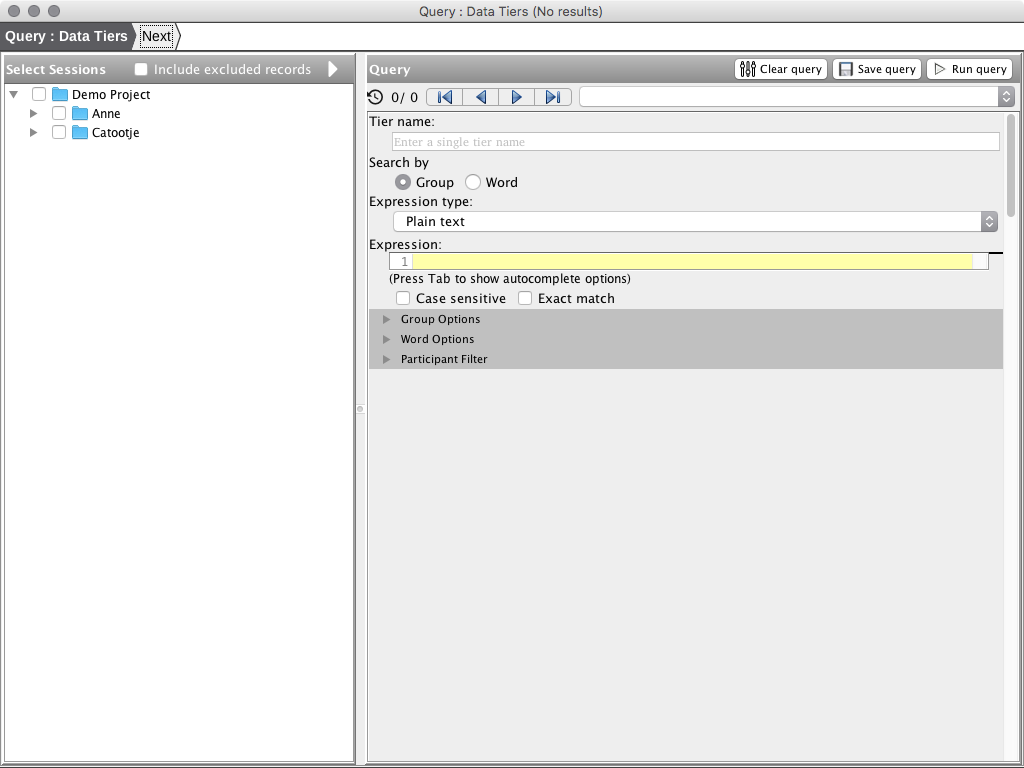 Query : Data Tiers (No results)
Query : Data Tiers Next
Select Sessions Include excluded records
Demo Project
Anne
Catootje
Query Clear query Save query Run query
0/ 0
Tier name:
Enter a single tier name
Search by
Group Word
Expression type:
Plain text
Expression:
1
(Press Tab to show autocomplete options)
Case sensitive Exact match
Group Options
Word Options
Participant Filter